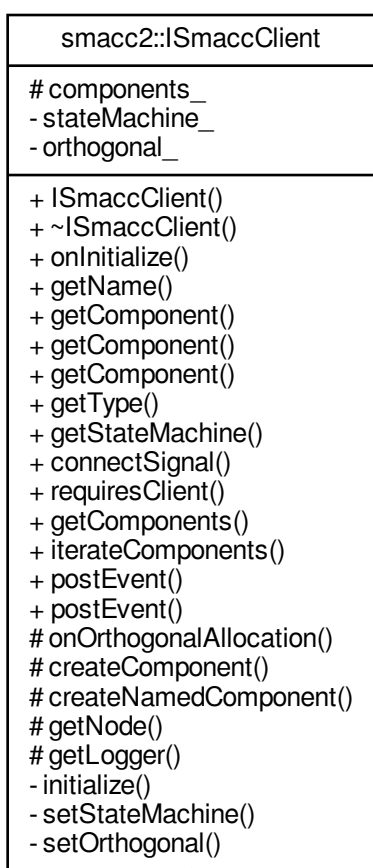 smacc2::ISmaccClient
# components_
- stateMachine_
- orthogonal_
+ ISmaccClient()
+ ~ISmaccClient()
+ onInitialize()
+ getName()
+ getComponent()
+ getComponent()
+ getComponent()
+ getType()
+ getStateMachine()
+ connectSignal()
+ requiresClient()
+ getComponents()
+ iterateComponents()
+ postEvent()
+ postEvent()
# onOrthogonalAllocation()
# createComponent()
# createNamedComponent()
# getNode()
# getLogger()
- initialize()
- setStateMachine()
- setOrthogonal()